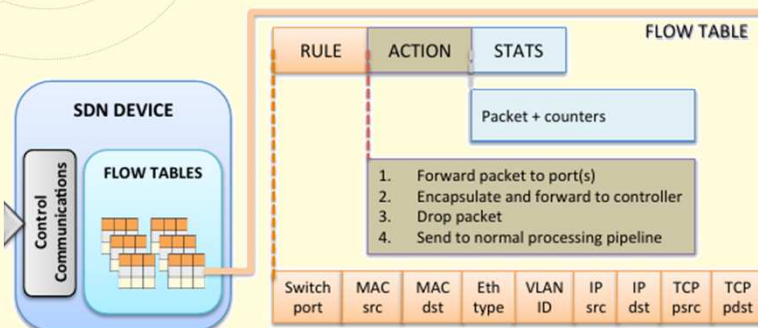 FLOW TABLE
RULE ACTION STATS
SDN DEVICE
Packet + counters
Control
Communications
FLOW TABLES
1. Forward packet to port(s)
2. Encapsulate and forward to controller
3. Drop packet
4. Send to normal processing pipeline
Switch port
MAC src
MAC dst
Eth type
VLAN ID
IP src
IP dst
TCP psrc
TCP pdst